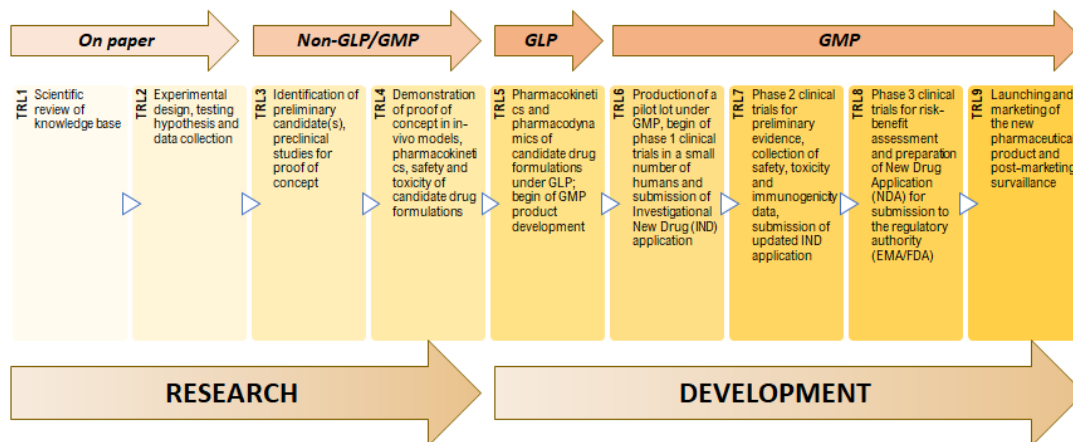 On paper
Non-GLP/GMP
GLP
GMP
TRL1
Scientific
review of
knowledge base
TRL2
Experimental
design, testing
hypothesis and
data collection
TRL3
Identification of
preliminary
candidate(s),
preclinical
studies for
proof of
concept
TRL4
Demonstration
of proof of
concept in in-
vivo models,
pharmacokineti
cs, safety and
toxicity of
candidate drug
formulations
TRL5
Pharmacokineti
cs and
pharmacodyna
mics of
candidate drug
formulations
under GLP;
begin of GMP
product
development
TRL6
Production of a
pilot lot under
GMP, begin of
phase 1 clinical
trials in a small
number of
humans and
submission of
Investigational
New Drug (IND)
application
TRL7
Phase 2 clinical
trials for
preliminary
evidence,
collection of
safety, toxicity
and
immunogenicity
data,
submission of
updated IND
application
TRL8
Phase 3 clinical
trials for risk-
benefit
assessment
and preparation
of New Drug
Application
(NDA) for
submission to
the regulatory
authority
(EMA/FDA)
TRL9
Launching and
marketing of
the new
pharmaceutical
product and
post-marketing
survaillance
RESEARCH
DEVELOPMENT